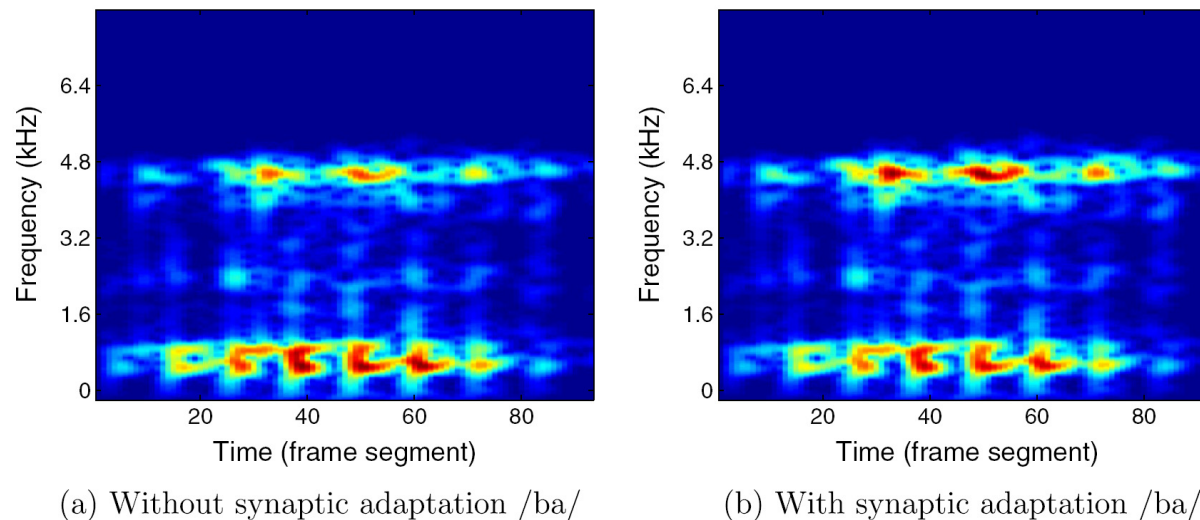 6.4
4.8
3.2
1.6
0
Frequency (kHz)
20 40 60 80
Time (frame segment)
(a) Without synaptic adaptation /ba/
6.4
4.8
3.2
1.6
0
Frequency (kHz)
20 40 60 80
Time (frame segment)
(b) With synaptic adaptation /ba/